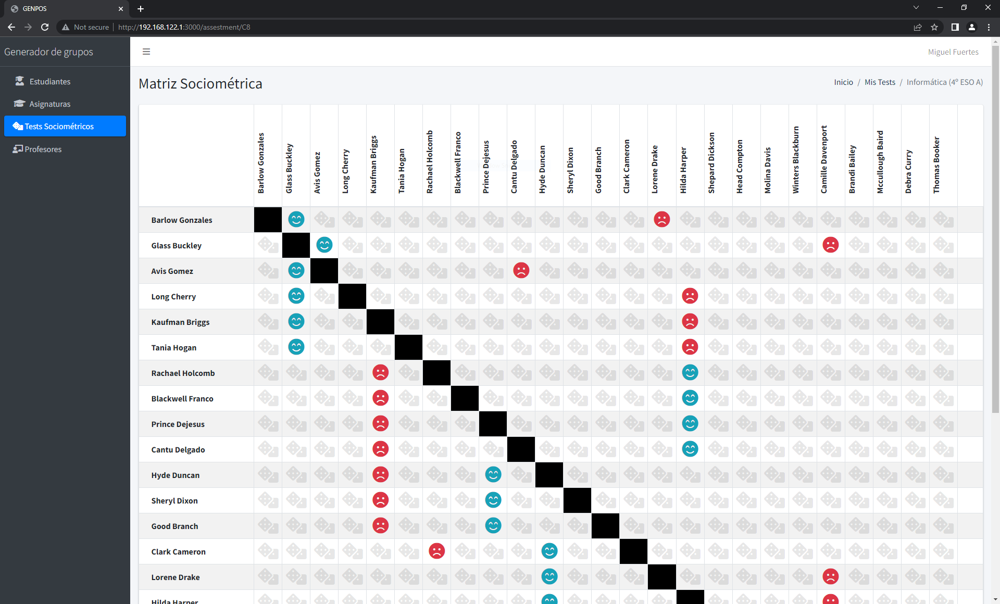 GENPOS
Not secure
http://192.168.122.1:3000/assestment/C8
Generador de grupos
Miguel Fuertes
Estudiantes
Asignaturas
Tests Sociométricos
Profesores
Matriz Sociométrica
Inicio / Mis Tests / Informática (4º ESO A)
Barlow Gonzales
Glass Buckley
Avis Gomez
Long Cherry
Kaufman Briggs
Tania Hogan
Rachael Holcomb
Blackwell Franco
Prince Dejesus
Cantu Delgado
Hyde Duncan
Sheryl Dixon
Good Branch
Clark Cameron
Lorene Drake
Hilda Harper
Shepard Dickson
Head Compton
Molina Davis
Winters Blackburn
Camille Davenport
Brandi Bailey
Mccullough Baird
Debra Curry
Thomas Booker
Barlow Gonzales
Glass Buckley
Avis Gomez
Long Cherry
Kaufman Briggs
Tania Hogan
Rachael Holcomb
Blackwell Franco
Prince Dejesus
Cantu Delgado
Hyde Duncan
Sheryl Dixon
Good Branch
Clark Cameron
Lorene Drake
Hilda Harper